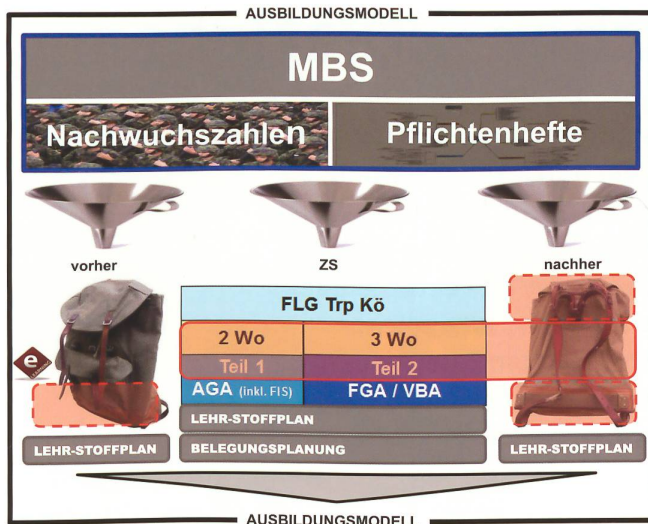 AUSBILDUNGSMODELL
MBS
Nachwuchszahlen
Pflichtenhefte
vorher
ZS
nachher
FLG Trp Kö
2 Wo
3 Wo
Teil 1
Teil 2
AGA (inkl. FIS)
FGA / VBA
LEHR-STOFFPLAN
LEHR-STOFFPLAN
BELEGUNGSPLANUNG
LEHR-STOFFPLAN
e
AUSBILDUNGSMODELL